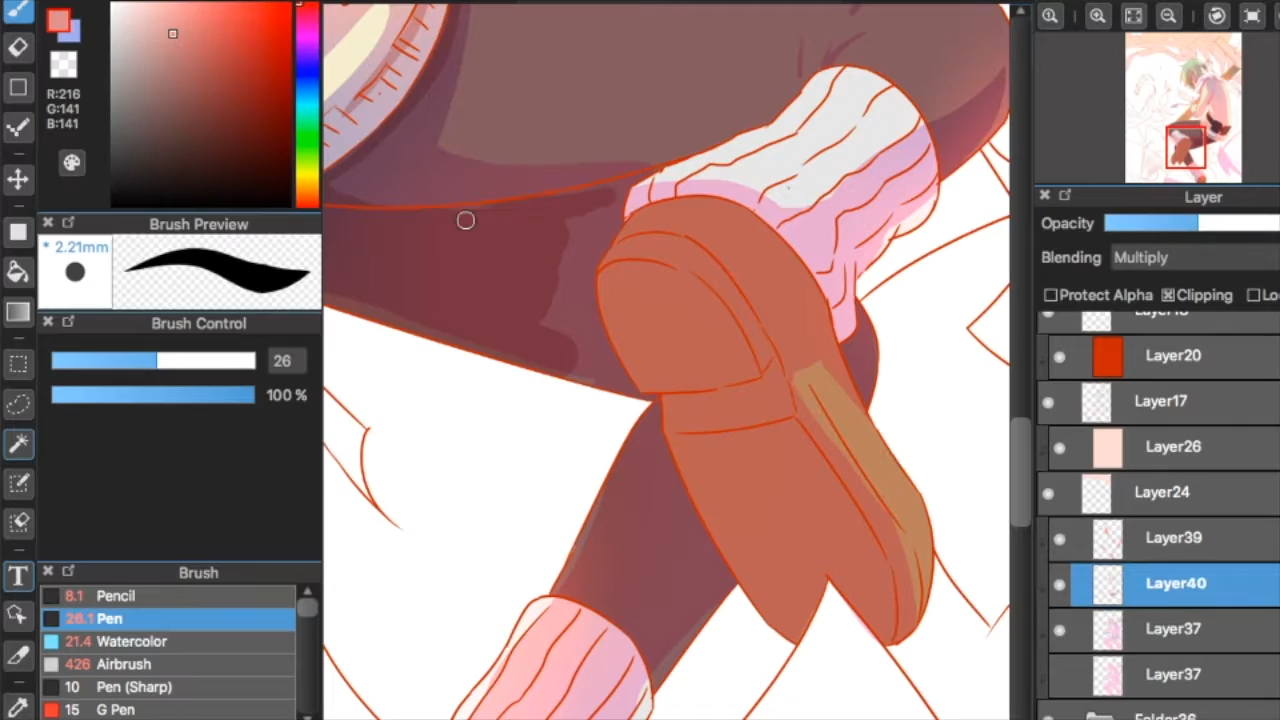 R:216
G:141
B:141
Brush Preview
* 2.21mm
Brush Control
26
100 %
Brush
8.1 Pencil
26.1 Pen
21.4 Watercolor
426 Airbrush
10 Pen (Sharp)
15 G Pen
T
Layer
Opacity
Blending Multiply
Protect Alpha Clipping Lo
Layer20
Layer17
Layer26
Layer24
Layer39
Layer40
Layer37
Layer37
Folder36